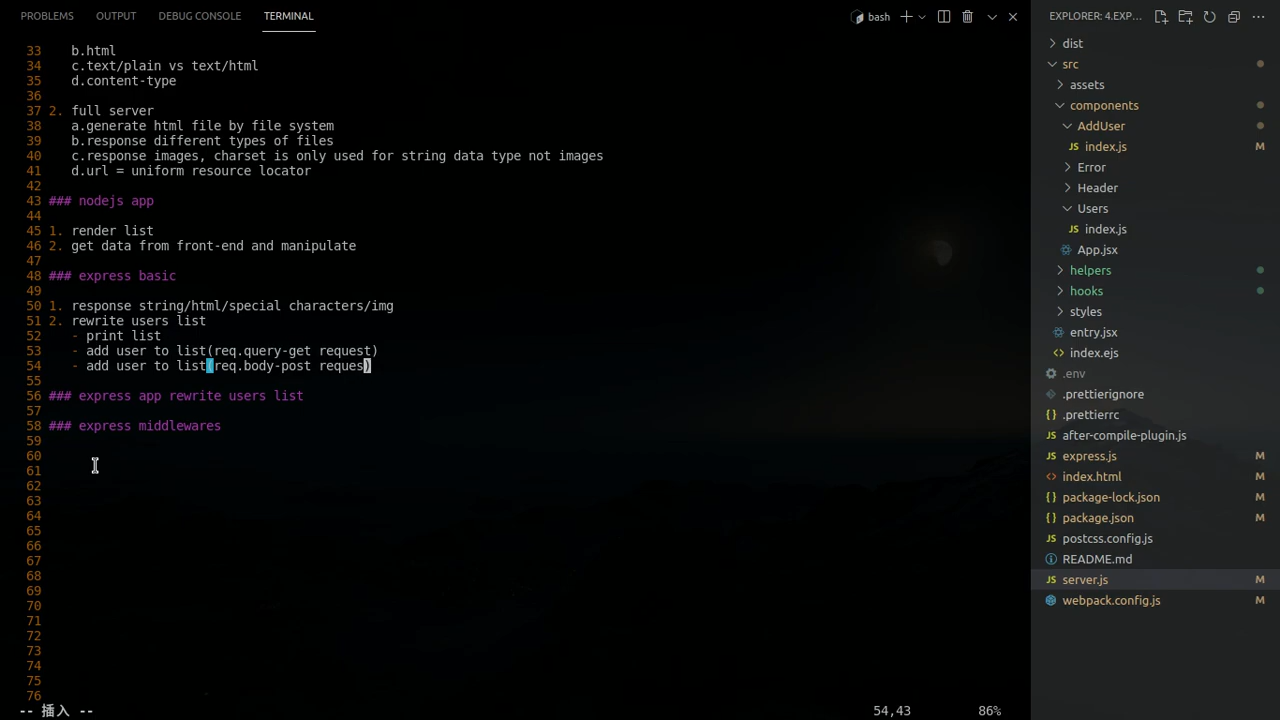 PROBLEMS OUTPUT DEBUG CONSOLE TERMINAL bash
33 b.html
34 c.text/plain vs text/html
35 d.content-type
36
37 2. full server
38 a.generate html file by file system
39 b.response different types of files
40 c.response images, charset is only used for string data type not images
41 d.url = uniform resource locator
42
43 ### nodejs app
44
45 1. render list
46 2. get data from front-end and manipulate
47
48 ### express basic
49
50 1. response string/html/special characters/img
51 2. rewrite users list
52 - print list
53 - add user to list(req.query-get request)
54 - add user to list(req.body-post reques)
55
56 ### express app rewrite users list
57
58 ### express middlewares
59
60
61
62
63
64
65
66
67
68
69
70
71
72
73
74
75
76
-- 插入 -- 54,43 86%
EXPLORER: 4.EXP...
dist
src
assets
components
AddUser
JS index.js M
Error
Header
Users
JS index.js
App.jsx
helpers
hooks
styles
entry.jsx
<> index.ejs
.env
.prettierignore
{} .prettierrc
JS after-compile-plugin.js
JS express.js M
<> index.html M
{} package-lock.json M
{} package.json M
JS postcss.config.js
README.md
JS server.js M
webpack.config.js M